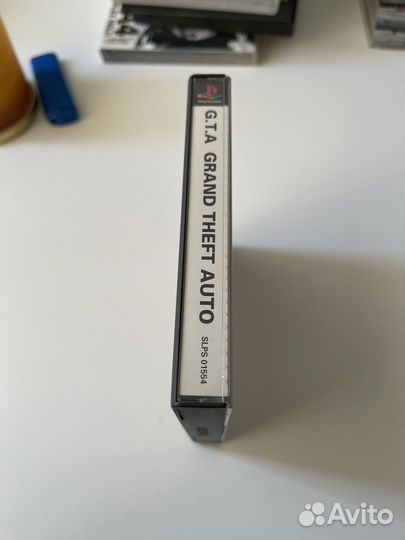 PlayStation
G.T.A GRAND THEFT AUTO
SLPS 01554
Avito